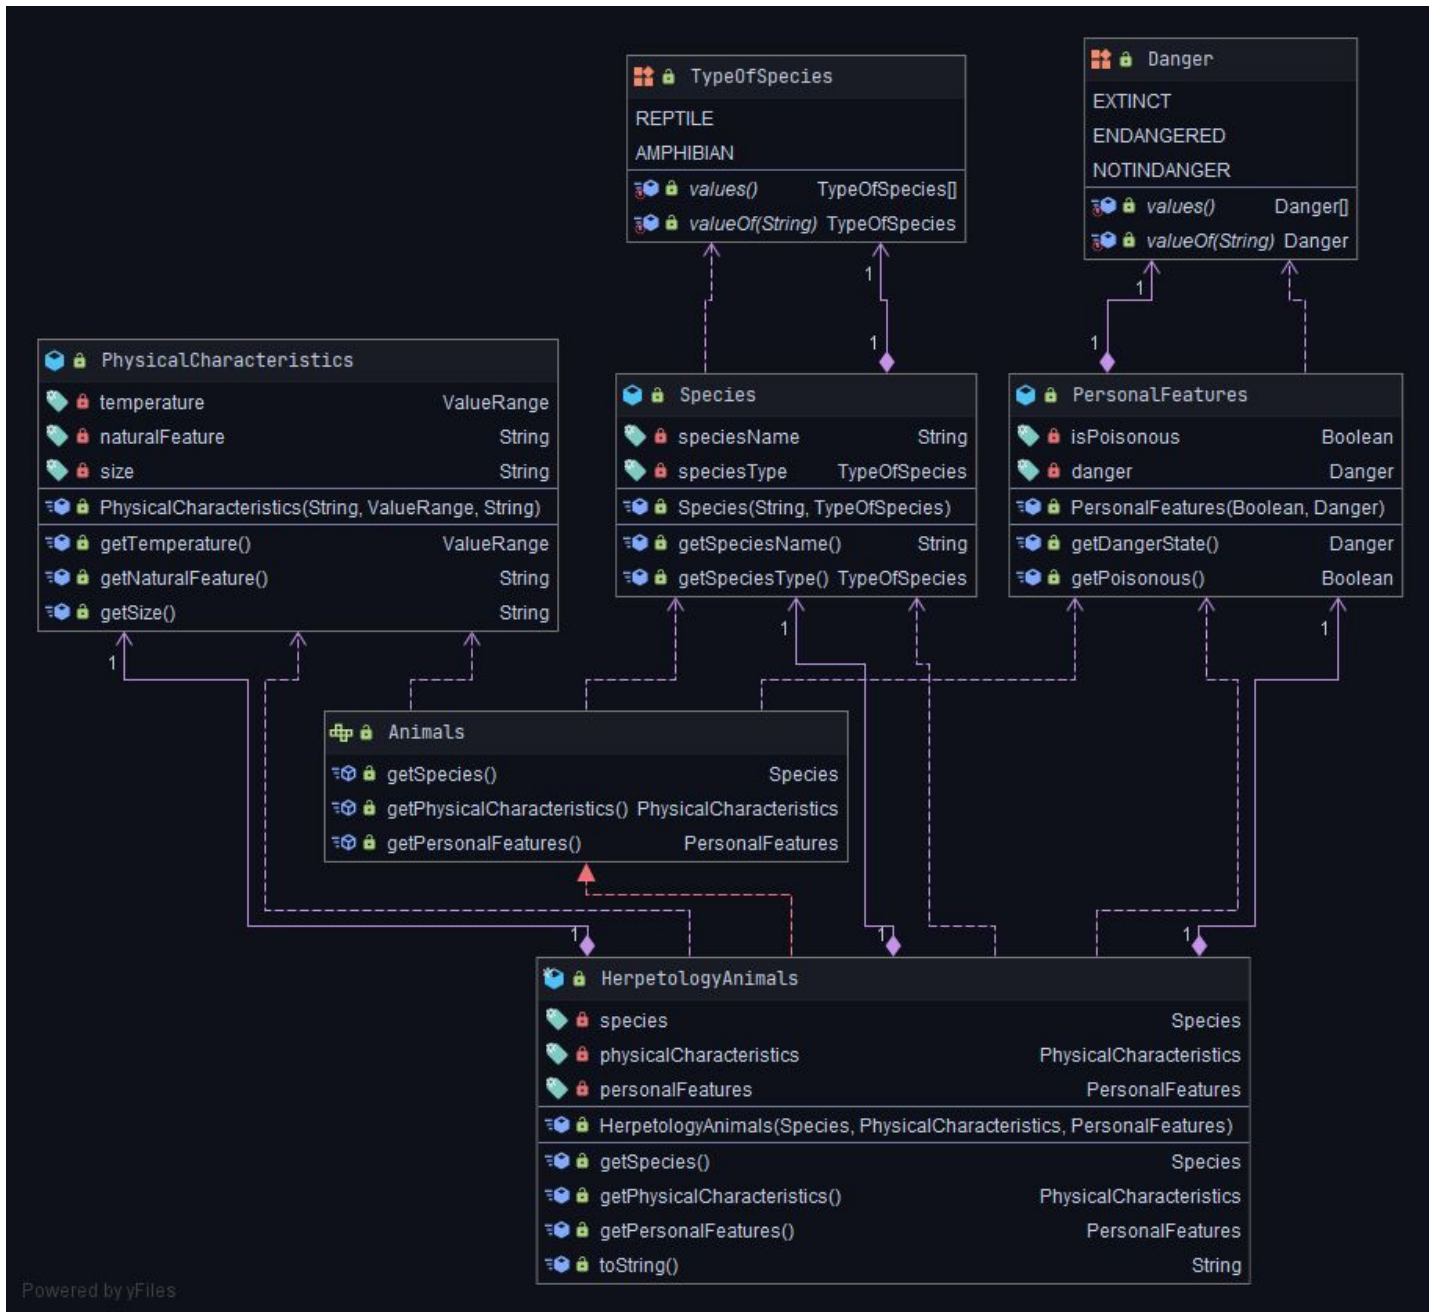 TypeOfSpecies
REPTILE
AMPHIBIAN
values() TypeOfSpecies[]
valueOf(String) TypeOfSpecies
Danger
EXTINCT
ENDANGERED
NOTINDANGER
values() Danger[]
valueOf(String) Danger
1
1
1
1
PhysicalCharacteristics
temperature ValueRange
naturalFeature String
size String
PhysicalCharacteristics(String, ValueRange, String)
getTemperature() ValueRange
getNaturalFeature() String
getSize() String
Species
speciesName String
speciesType TypeOfSpecies
Species(String, TypeOfSpecies)
getSpeciesName() String
getSpeciesType() TypeOfSpecies
PersonalFeatures
isPoisonous Boolean
danger Danger
PersonalFeatures(Boolean, Danger)
getDangerState() Danger
getPoisonous() Boolean
1
1
1
Animals
getSpecies() Species
getPhysicalCharacteristics() PhysicalCharacteristics
getPersonalFeatures() PersonalFeatures
1
1
1
HerpetologyAnimals
species Species
physicalCharacteristics PhysicalCharacteristics
personalFeatures PersonalFeatures
HerpetologyAnimals(Species, PhysicalCharacteristics, PersonalFeatures)
getSpecies() Species
getPhysicalCharacteristics() PhysicalCharacteristics
getPersonalFeatures() PersonalFeatures
toString() String
Powered by yFiles